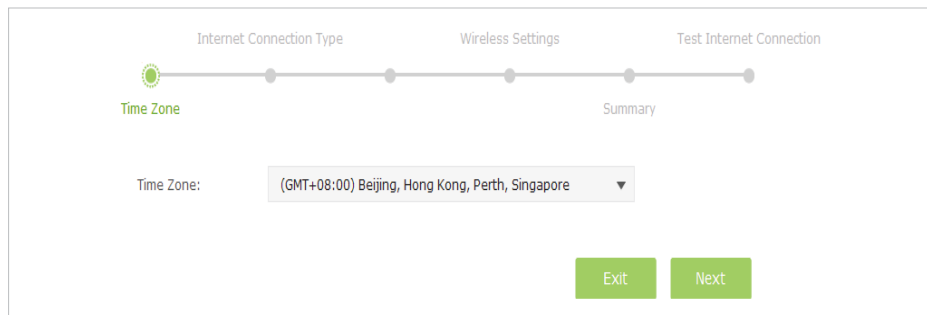 Internet Connection Type Wireless Settings Test Internet Connection
Time Zone Summary
Time Zone: (GMT+08:00) Beijing, Hong Kong, Perth, Singapore
Exit Next